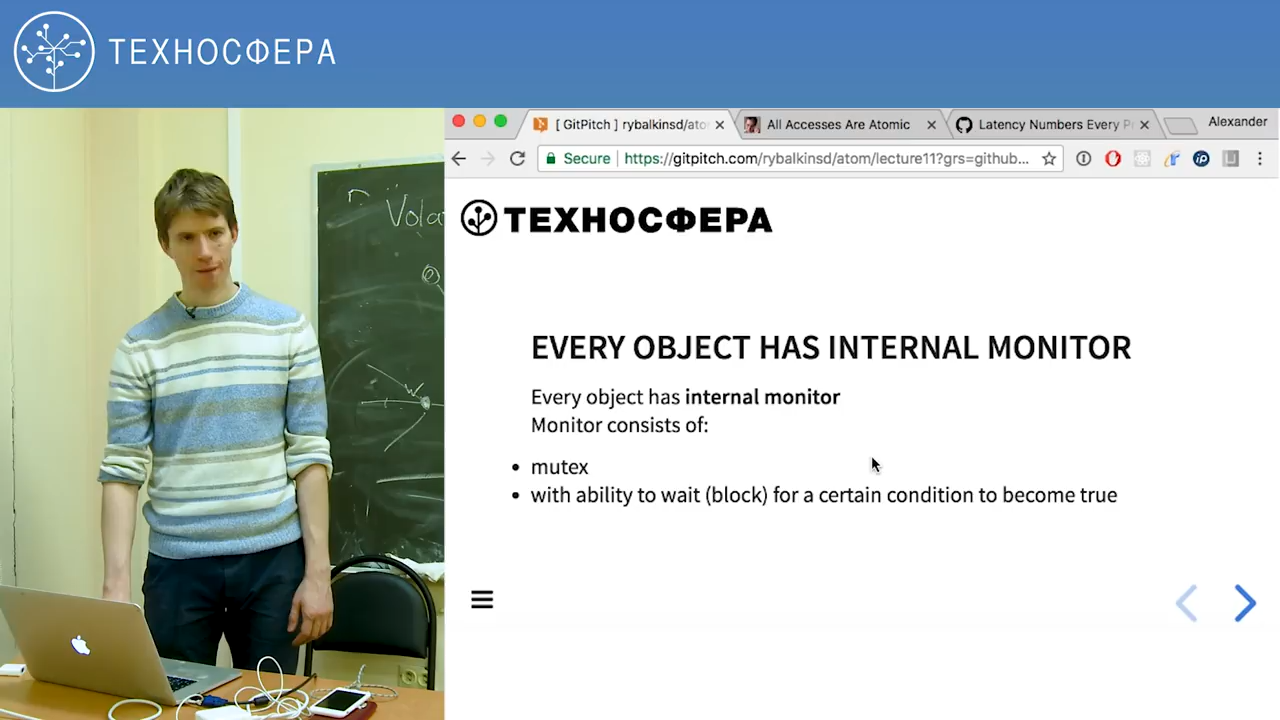 ТЕХНОСФЕРА
[ GitPitch ] rybalkinsd/ato
All Accesses Are Atomic
Latency Numbers Every P
Alexander
Secure
https://gitpitch.com/rybalkinsd/atom/lecture11?grs=github...
ТЕХНОСФЕРА
EVERY OBJECT HAS INTERNAL MONITOR
Every object has internal monitor
Monitor consists of:
• mutex
• with ability to wait (block) for a certain condition to become true
Vola